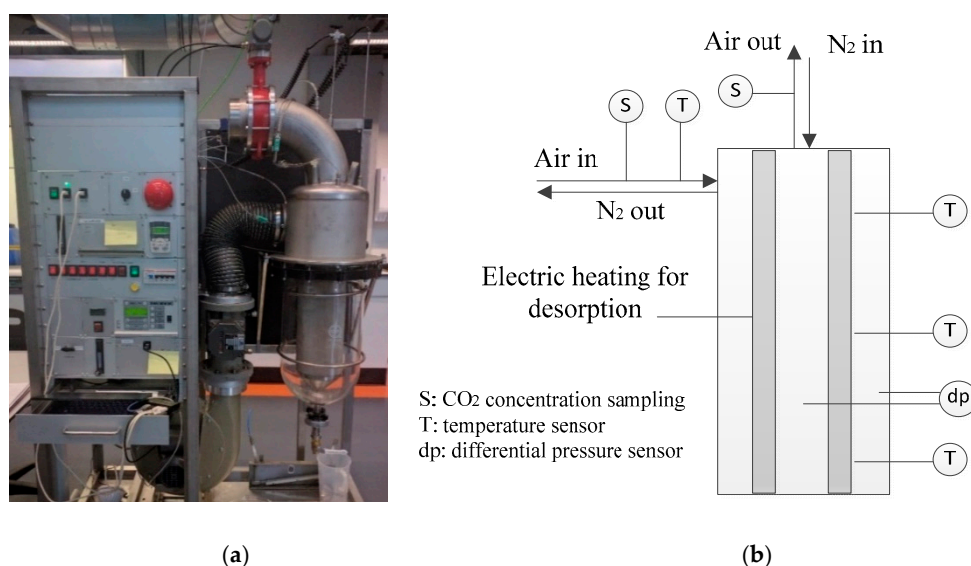 Air out
N2 in
S
S
T
Air in
N2 out
T
Electric heating for
desorption
T
S: CO2 concentration sampling
T: temperature sensor
dp: differential pressure sensor
dp
T
(a)
(b)